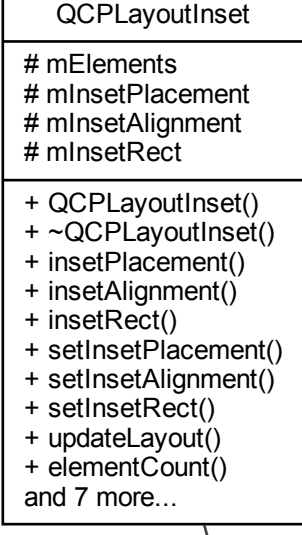 QCPLayoutInset
# mElements
# mInsetPlacement
# mInsetAlignment
# mInsetRect
+ QCPLayoutInset()
+ ~QCPLayoutInset()
+ insetPlacement()
+ insetAlignment()
+ insetRect()
+ setInsetPlacement()
+ setInsetAlignment()
+ setInsetRect()
+ updateLayout()
+ elementCount()
and 7 more...